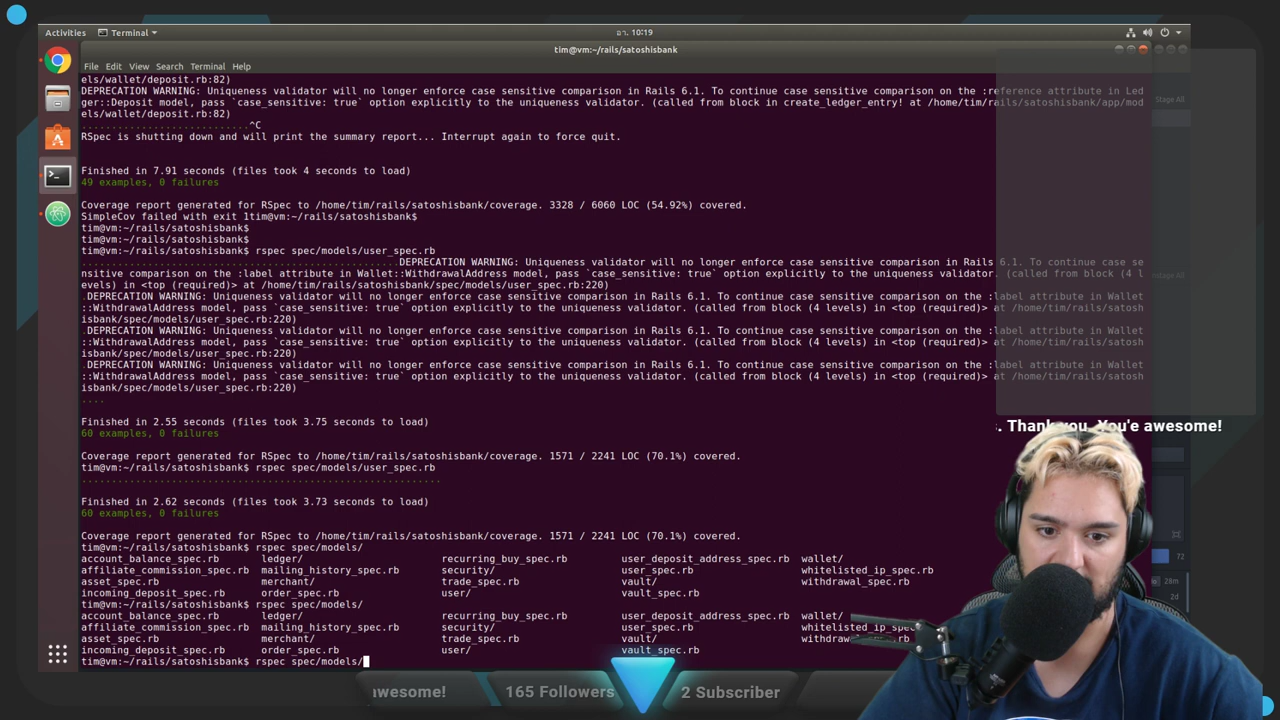 Activities Terminal อา. 10:19
tim@vm:~/rails/satoshisbank
File Edit View Search Terminal Help
els/wallet/deposit.rb:82)
DEPRECATION WARNING: Uniqueness validator will no longer enforce case sensitive comparison in Rails 6.1. To continue case sensitive comparison on the :reference attribute in Led
ger::Deposit model, pass `case_sensitive: true` option explicitly to the uniqueness validator. (called from block in create_ledger_entry! at /home/tim/rails/satoshisbank/app/mod
els/wallet/deposit.rb:82)
Stage All
............................^C
RSpec is shutting down and will print the summary report... Interrupt again to force quit.
Finished in 7.91 seconds (files took 4 seconds to load)
49 examples, 0 failures
Coverage report generated for RSpec to /home/tim/rails/satoshisbank/coverage. 3328 / 6060 LOC (54.92%) covered.
SimpleCov failed with exit 1tim@vm:~/rails/satoshisbank$
tim@vm:~/rails/satoshisbank$
tim@vm:~/rails/satoshisbank$
tim@vm:~/rails/satoshisbank$ rspec spec/models/user_spec.rb
.....................................................DEPRECATION WARNING: Uniqueness validator will no longer enforce case sensitive comparison in Rails 6.1. To continue case se
nsitive comparison on the :label attribute in Wallet::WithdrawalAddress model, pass `case_sensitive: true` option explicitly to the uniqueness validator. (called from block (4 l
evels) in <top (required)> at /home/tim/rails/satoshisbank/spec/models/user_spec.rb:220)
.DEPRECATION WARNING: Uniqueness validator will no longer enforce case sensitive comparison in Rails 6.1. To continue case sensitive comparison on the :label attribute in Wallet
::WithdrawalAddress model, pass `case_sensitive: true` option explicitly to the uniqueness validator. (called from block (4 levels) in <top (required)> at /home/tim/rails/satosh
isbank/spec/models/user_spec.rb:220)
.DEPRECATION WARNING: Uniqueness validator will no longer enforce case sensitive comparison in Rails 6.1. To continue case sensitive comparison on the :label attribute in Wallet
::WithdrawalAddress model, pass `case_sensitive: true` option explicitly to the uniqueness validator. (called from block (4 levels) in <top (required)> at /home/tim/rails/satosh
isbank/spec/models/user_spec.rb:220)
.DEPRECATION WARNING: Uniqueness validator will no longer enforce case sensitive comparison in Rails 6.1. To continue case sensitive comparison on the :label attribute in Wallet
::WithdrawalAddress model, pass `case_sensitive: true` option explicitly to the uniqueness validator. (called from block (4 levels) in <top (required)> at /home/tim/rails/satosh
isbank/spec/models/user_spec.rb:220)
....
Finished in 2.55 seconds (files took 3.75 seconds to load)
60 examples, 0 failures
Coverage report generated for RSpec to /home/tim/rails/satoshisbank/coverage. 1571 / 2241 LOC (70.1%) covered.
tim@vm:~/rails/satoshisbank$ rspec spec/models/user_spec.rb
............................................................
Finished in 2.62 seconds (files took 3.73 seconds to load)
60 examples, 0 failures
Coverage report generated for RSpec to /home/tim/rails/satoshisbank/coverage. 1571 / 2241 LOC (70.1%) covered.
tim@vm:~/rails/satoshisbank$ rspec spec/models/
account_balance_spec.rb ledger/ recurring_buy_spec.rb user_deposit_address_spec.rb wallet/
affiliate_commission_spec.rb mailing_history_spec.rb security/ user_spec.rb whitelisted_ip_spec.rb
asset_spec.rb merchant/ trade_spec.rb vault/ withdrawal_spec.rb
incoming_deposit_spec.rb order_spec.rb user/ vault_spec.rb
tim@vm:~/rails/satoshisbank$ rspec spec/models/
account_balance_spec.rb ledger/ recurring_buy_spec.rb user_deposit_address_spec.rb wallet/
affiliate_commission_spec.rb mailing_history_spec.rb security/ user_spec.rb whitelisted_ip_spec
asset_spec.rb merchant/ trade_spec.rb vault/ withdraw
incoming_deposit_spec.rb order_spec.rb user/ vault_spec.rb
tim@vm:~/rails/satoshisbank$ rspec spec/models/
. Thank you. You'e awesome!
72
28m
2d
awesome! 165 Followers 2 Subscriber